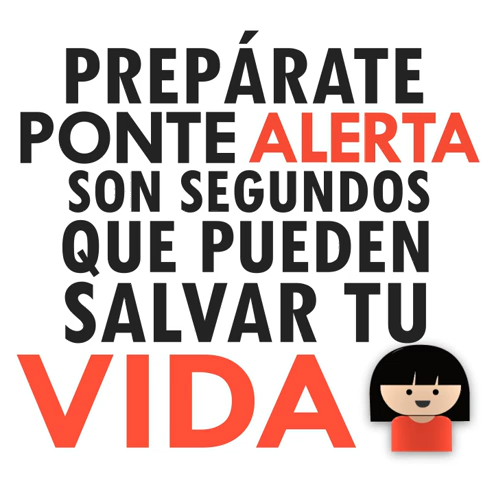 PREPÁRATE
PONTE ALERTA
SON SEGUNDOS
QUE PUEDEN
SALVAR TU
VIDA